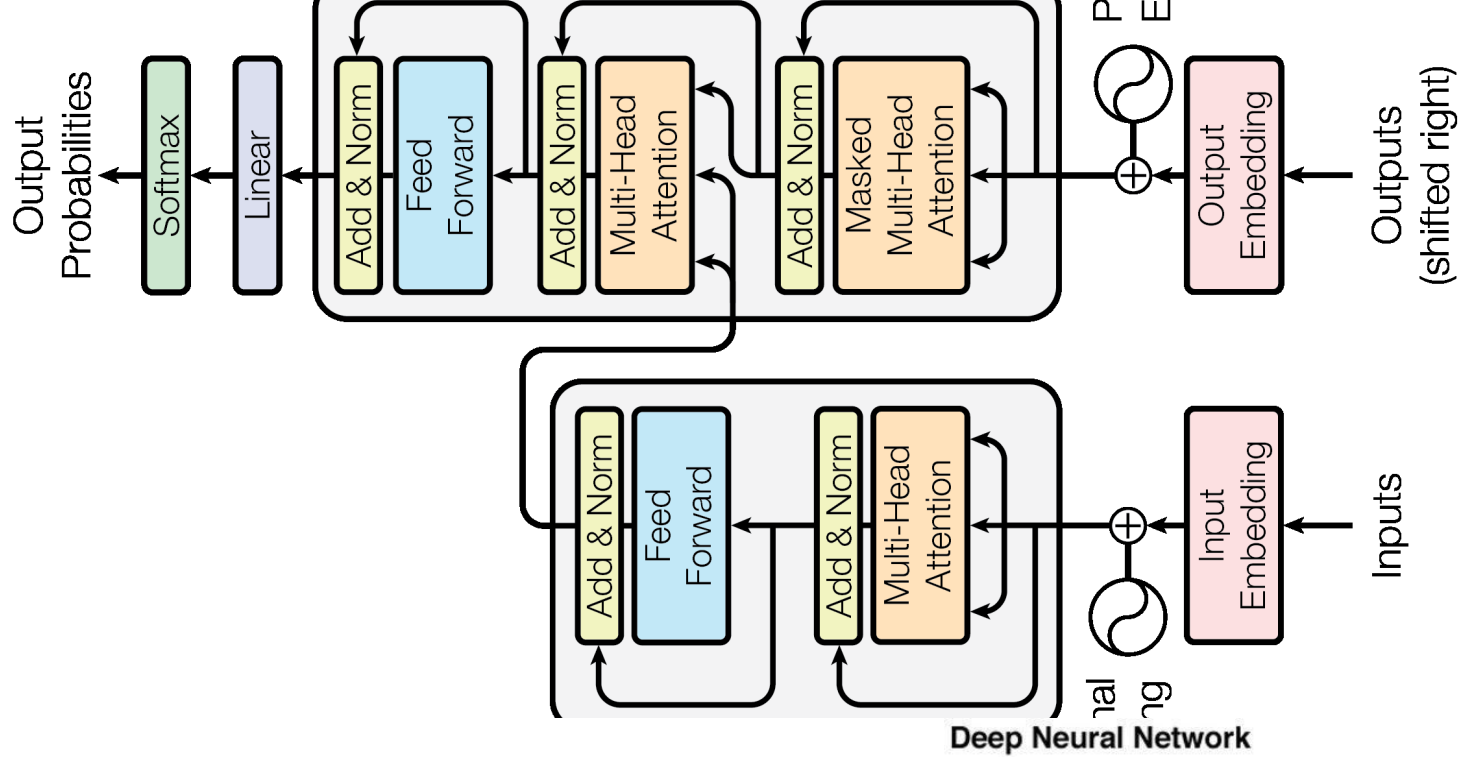 Output
Probabilities
Softmax
Linear
Add & Norm
Feed
Forward
Add & Norm
Multi-Head
Attention
Add & Norm
Masked
Multi-Head
Attention
Output
Embedding
Outputs
(shifted right)
Add & Norm
Feed
Forward
Add & Norm
Multi-Head
Attention
Input
Embedding
Inputs
Deep Neural Network